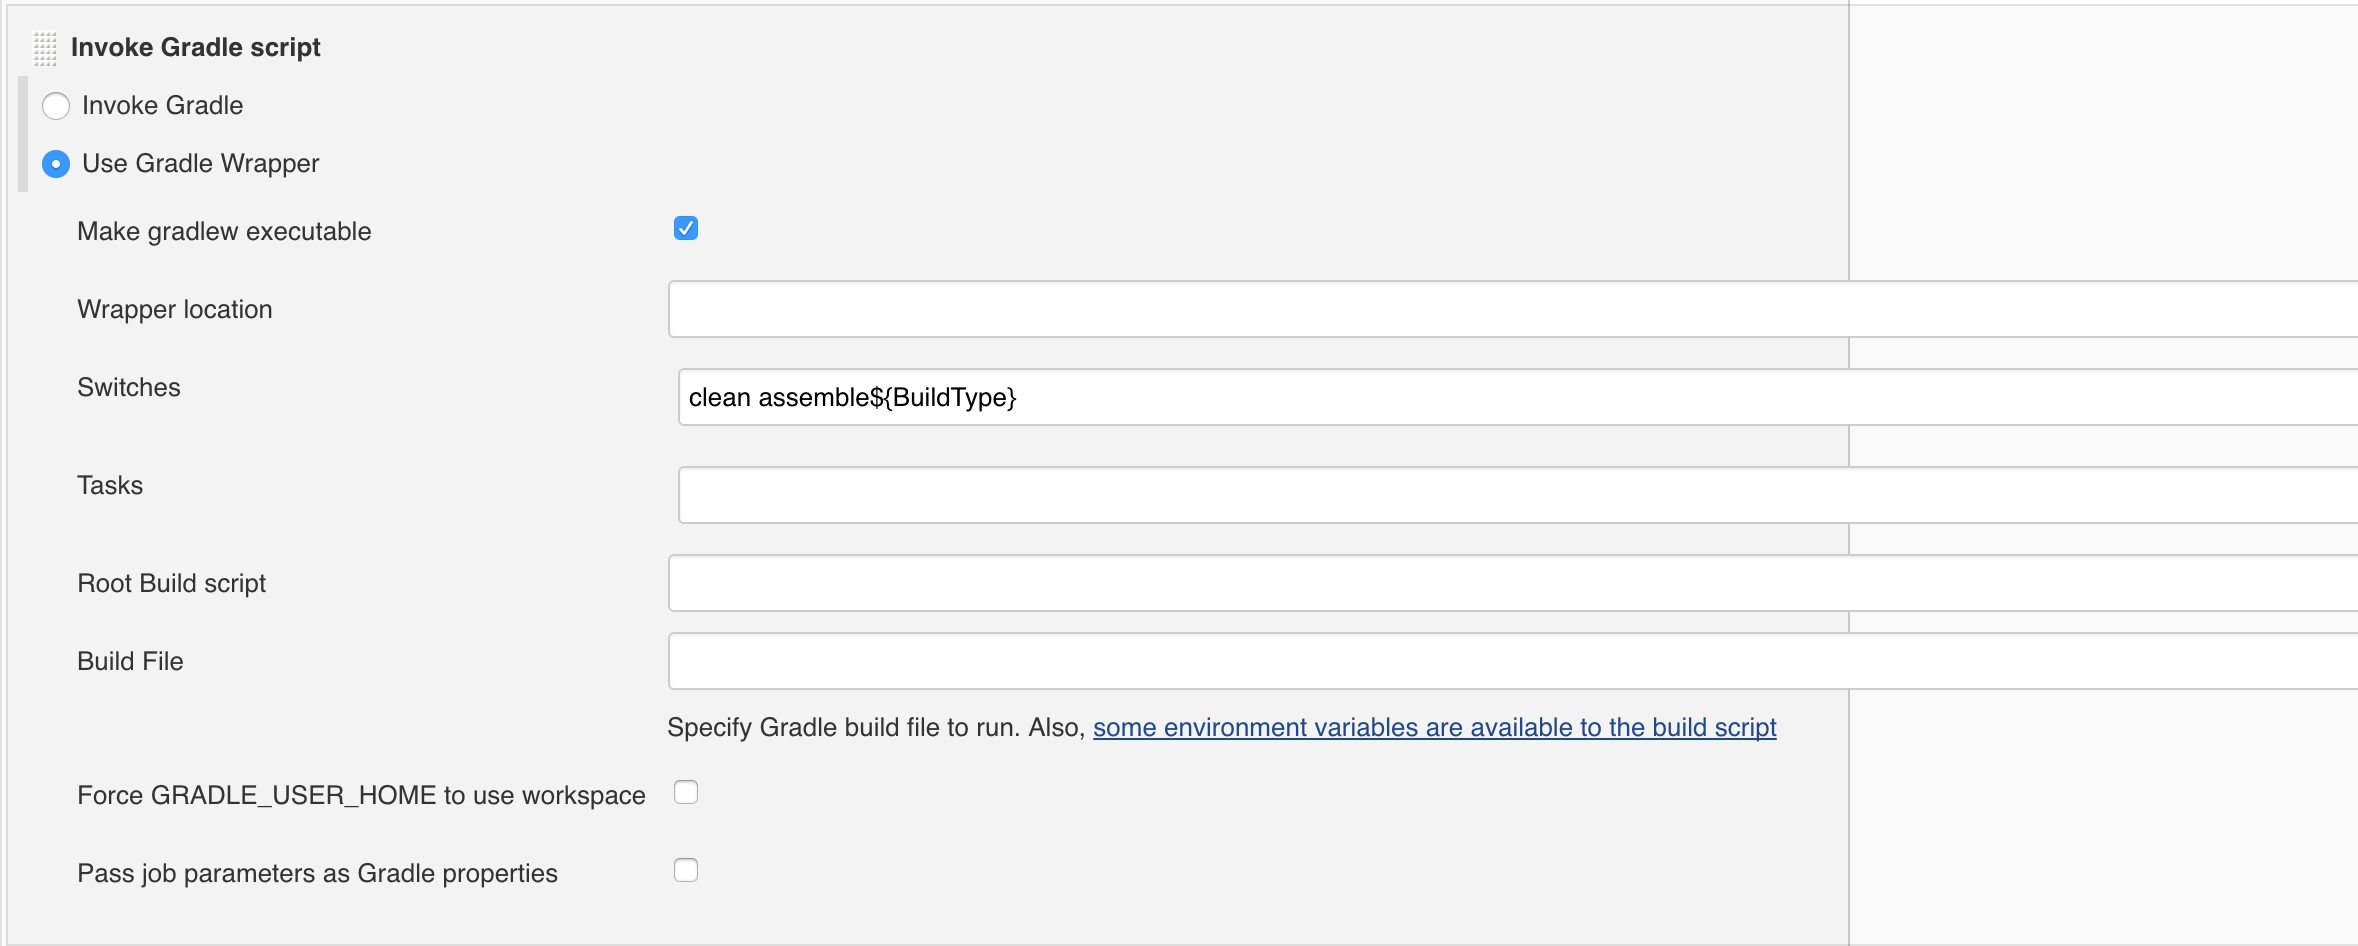 Invoke Gradle script
Invoke Gradle
Use Gradle Wrapper
Make gradlew executable
Wrapper location
Switches
clean assemble${BuildType}
Tasks
Root Build script
Build File
Specify Gradle build file to run. Also, some environment variables are available to the build script
Force GRADLE_USER_HOME to use workspace
Pass job parameters as Gradle properties